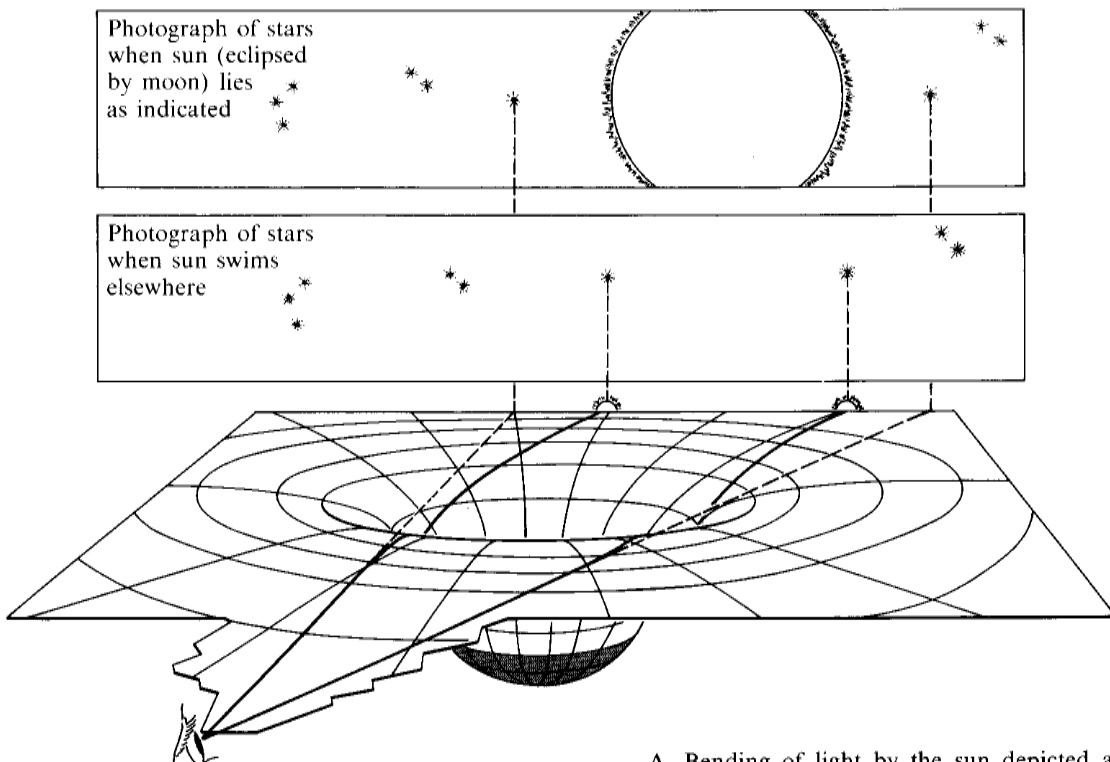 Photograph of stars
when sun (eclipsed
by moon) lies
as indicated
Photograph of stars
when sun swims
elsewhere
A. Bending of light by the sun depicted a